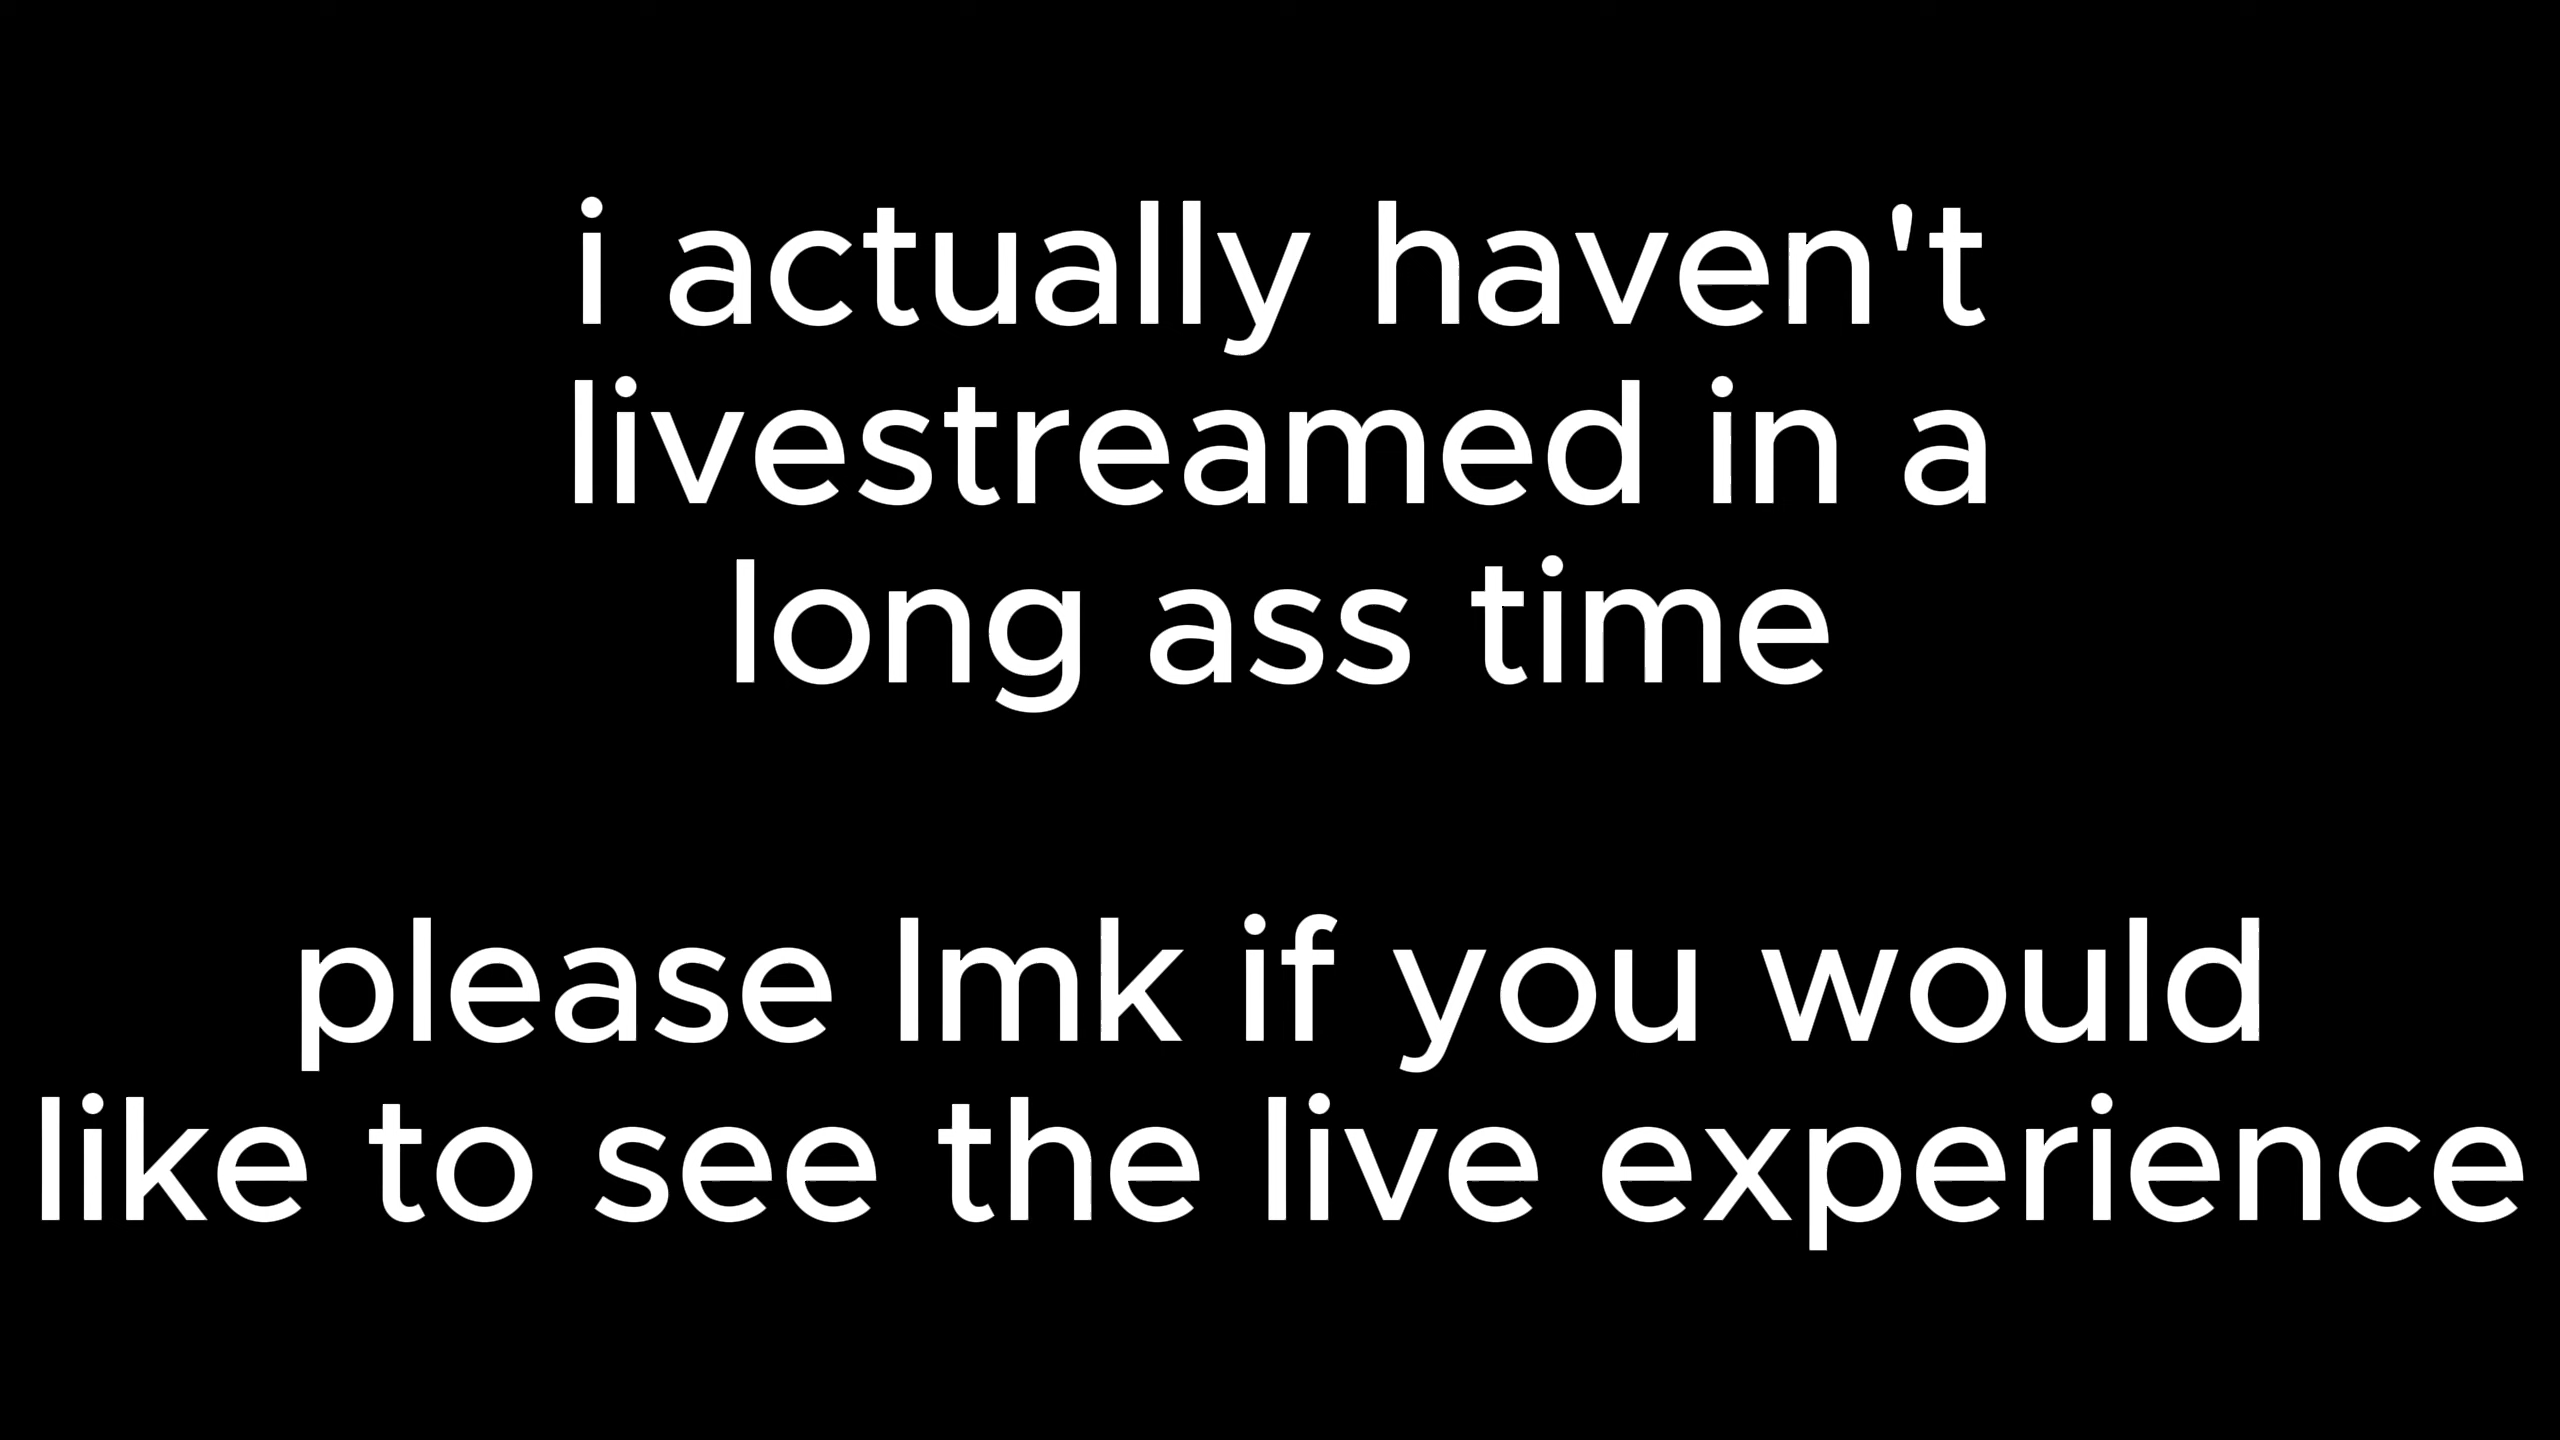 i actually haven't
livestreamed in a
long ass time
please lmk if you would
like to see the live experience